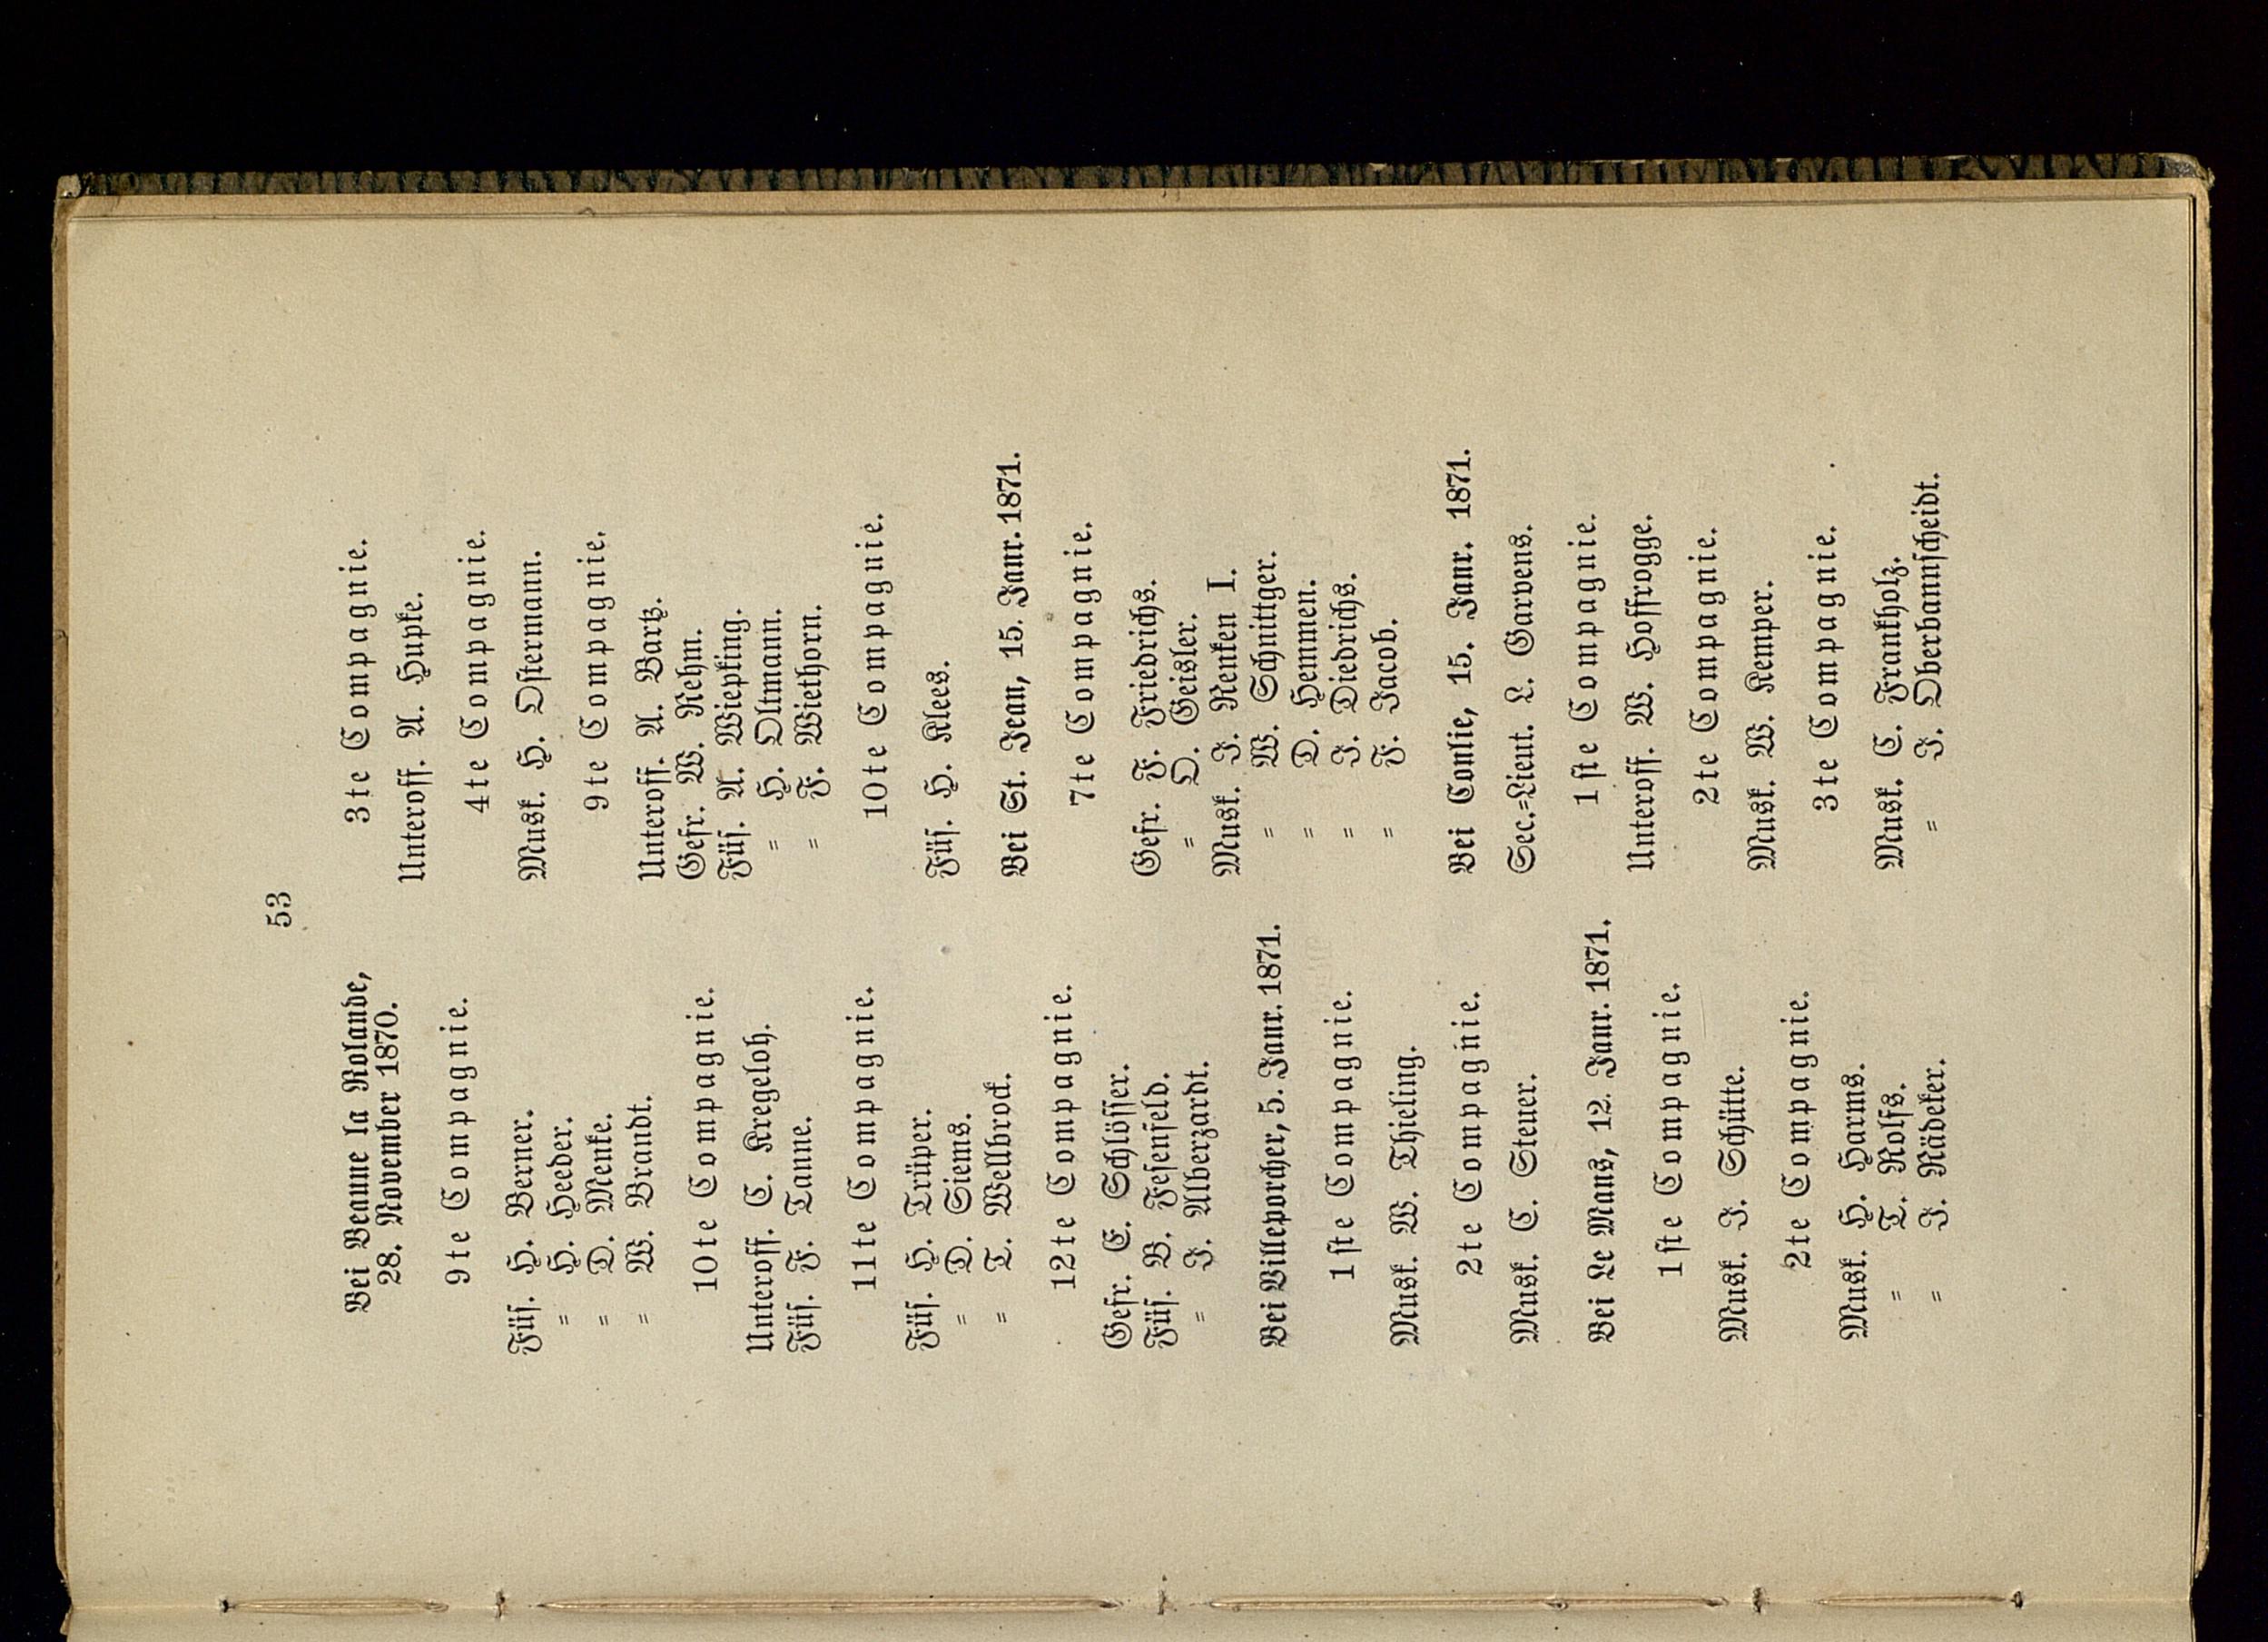 53
Bei Beaune la Rolande,
28. November 1870.
9te Compagnie.
Füs. H. Berner.
" H. Heeder.
" D. Menke.
" W. Brandt.
10te Compagnie.
Unteroff. C. Kregeloh.
Füs. F. Tanne.
11te Compagnie.
Füs. H. Trüper.
" D. Siems.
" T. Wellbrock.
12te Compagnie.
Gefr. E. Schlösser.
Füs. B. Fesenfeld.
" J. Alberzardt.
Bei Villeporcher, 5. Janr. 1871.
1ste Compagnie.
Musk. W. Thieling.
2te Compagnie.
Musk. C. Steuer.
Bei Le Mans, 12. Janr. 1871.
1ste Compagnie.
Musk. J. Schütte.
2te Compagnie.
Musk. H. Harms.
" T. Rolfs.
" J. Rädeker.
3te Compagnie.
Unteroff. A. Hupke.
4te Compagnie.
Musk. H. Ostermann.
9te Compagnie.
Unteroff. A. Bartz.
Gefr. W. Rehm.
Füs. A. Wiepking.
" H. Oltmann.
" F. Wiethorn.
10te Compagnie.
Füs. H. Klees.
Bei St. Jean, 15. Janr. 1871.
7te Compagnie.
Gefr. F. Friedrichs.
" O. Geisler.
Musk. J. Renken I.
" W. Schnittger.
" D. Hemmen.
" J. Diedrichs.
" F. Jacob.
Bei Conlie, 15. Janr. 1871.
Sec.=Lieut. L. Garvens.
1ste Compagnie.
Unteroff. W. Hoffrogge.
2te Compagnie.
Musk. W. Kemper.
3te Compagnie.
Musk. C. Frankholz.
" J. Oberbannscheidt.